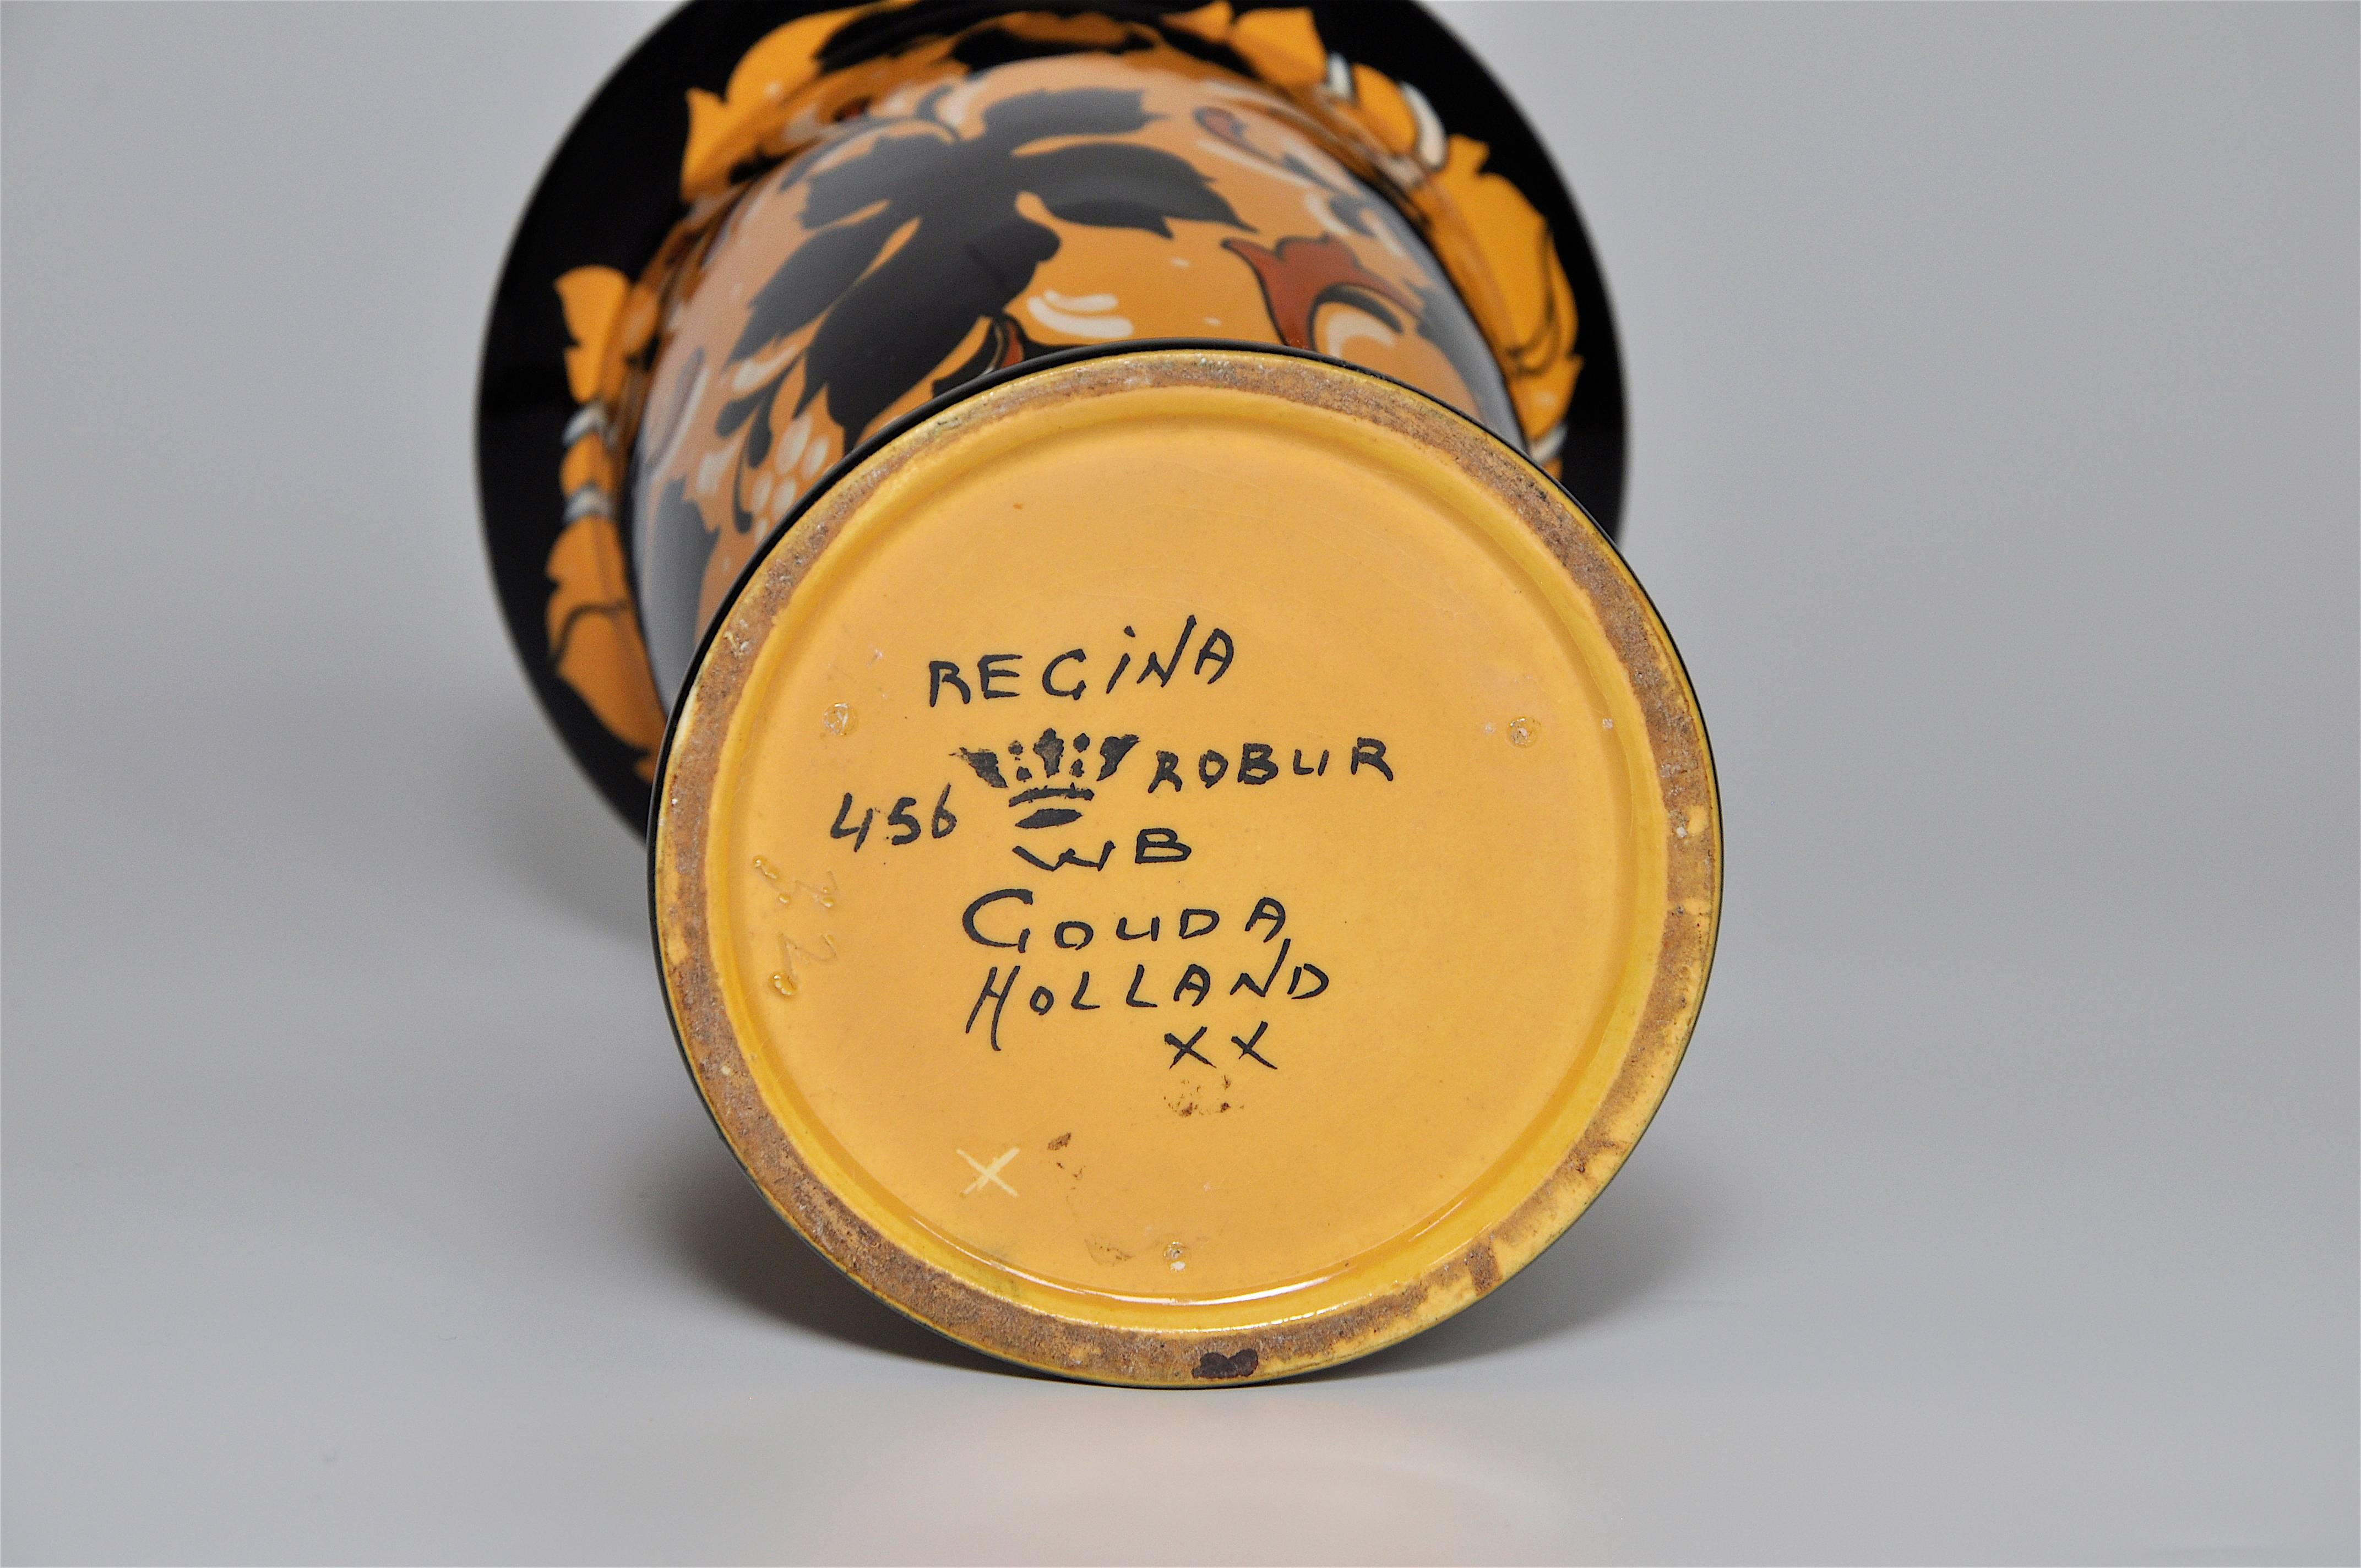 REGiNA
ROBUR
456
WB
GOUDA
HOLLAND
XX